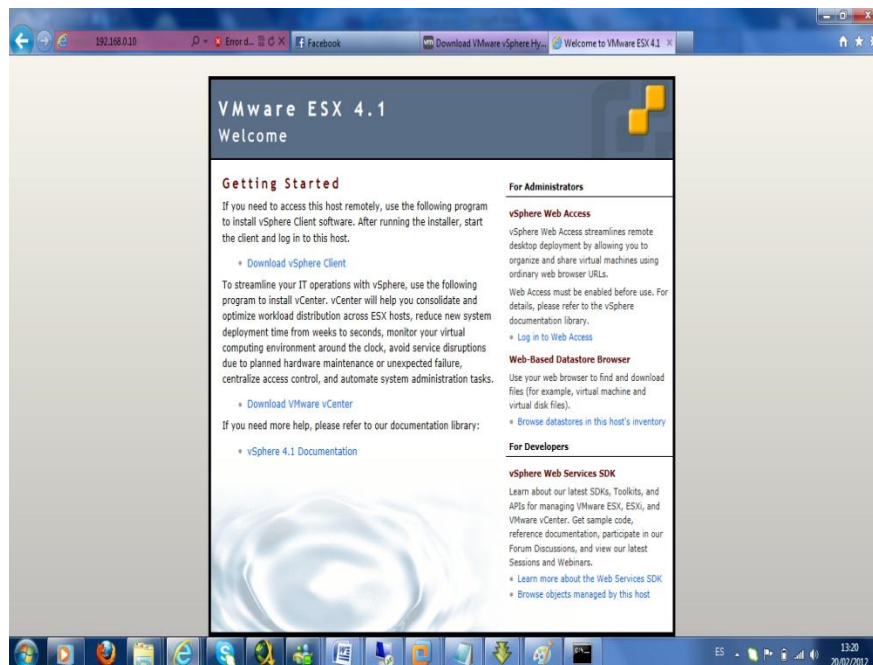 192.168.0.10
Error d...
Facebook
Download VMware vSphere Hy...
Welcome to VMware ESX 4.1
VMware ESX 4.1
Welcome
Getting Started
If you need to access this host remotely, use the following program
to install vSphere Client software. After running the installer, start
the client and log in to this host.
Download vSphere Client
To streamline your IT operations with vSphere, use the following
program to install vCenter. vCenter will help you consolidate and
optimize workload distribution across ESX hosts, reduce new system
deployment time from weeks to seconds, monitor your virtual
computing environment around the clock, avoid service disruptions
due to planned hardware maintenance or unexpected failure,
centralize access control, and automate system administration tasks.
Download VMware vCenter
If you need more help, please refer to our documentation library:
vSphere 4.1 Documentation
For Administrators
vSphere Web Access
vSphere Web Access streamlines remote
desktop deployment by allowing you to
organize and share virtual machines using
ordinary web browser URLs.
Web Access must be enabled before use. For
details, please refer to the vSphere
documentation library.
Log in to Web Access
Web-Based Datastore Browser
Use your web browser to find and download
files (for example, virtual machine and
virtual disk files).
Browse datastores in this host's inventory
For Developers
vSphere Web Services SDK
Learn about our latest SDKs, Toolkits, and
APIs for managing VMware ESX, ESXi, and
VMware vCenter. Get sample code,
reference documentation, participate in our
Forum Discussions, and view our latest
Sessions and Webinars.
Learn more about the Web Services SDK
Browse objects managed by this host
ES
13:20
20/02/2012